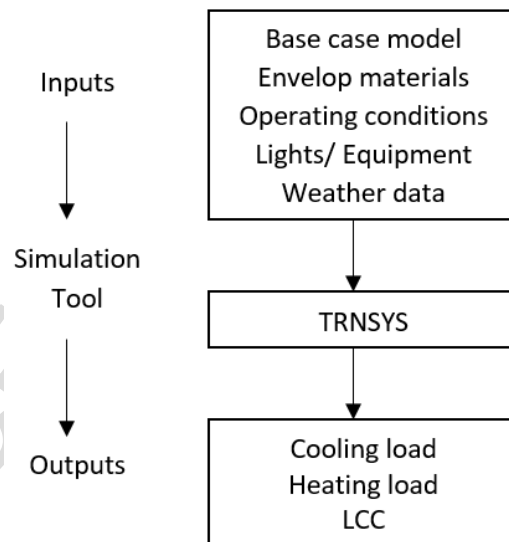 Inputs
Base case model
Envelop materials
Operating conditions
Lights/ Equipment
Weather data
Simulation
Tool
TRNSYS
Outputs
Cooling load
Heating load
LCC